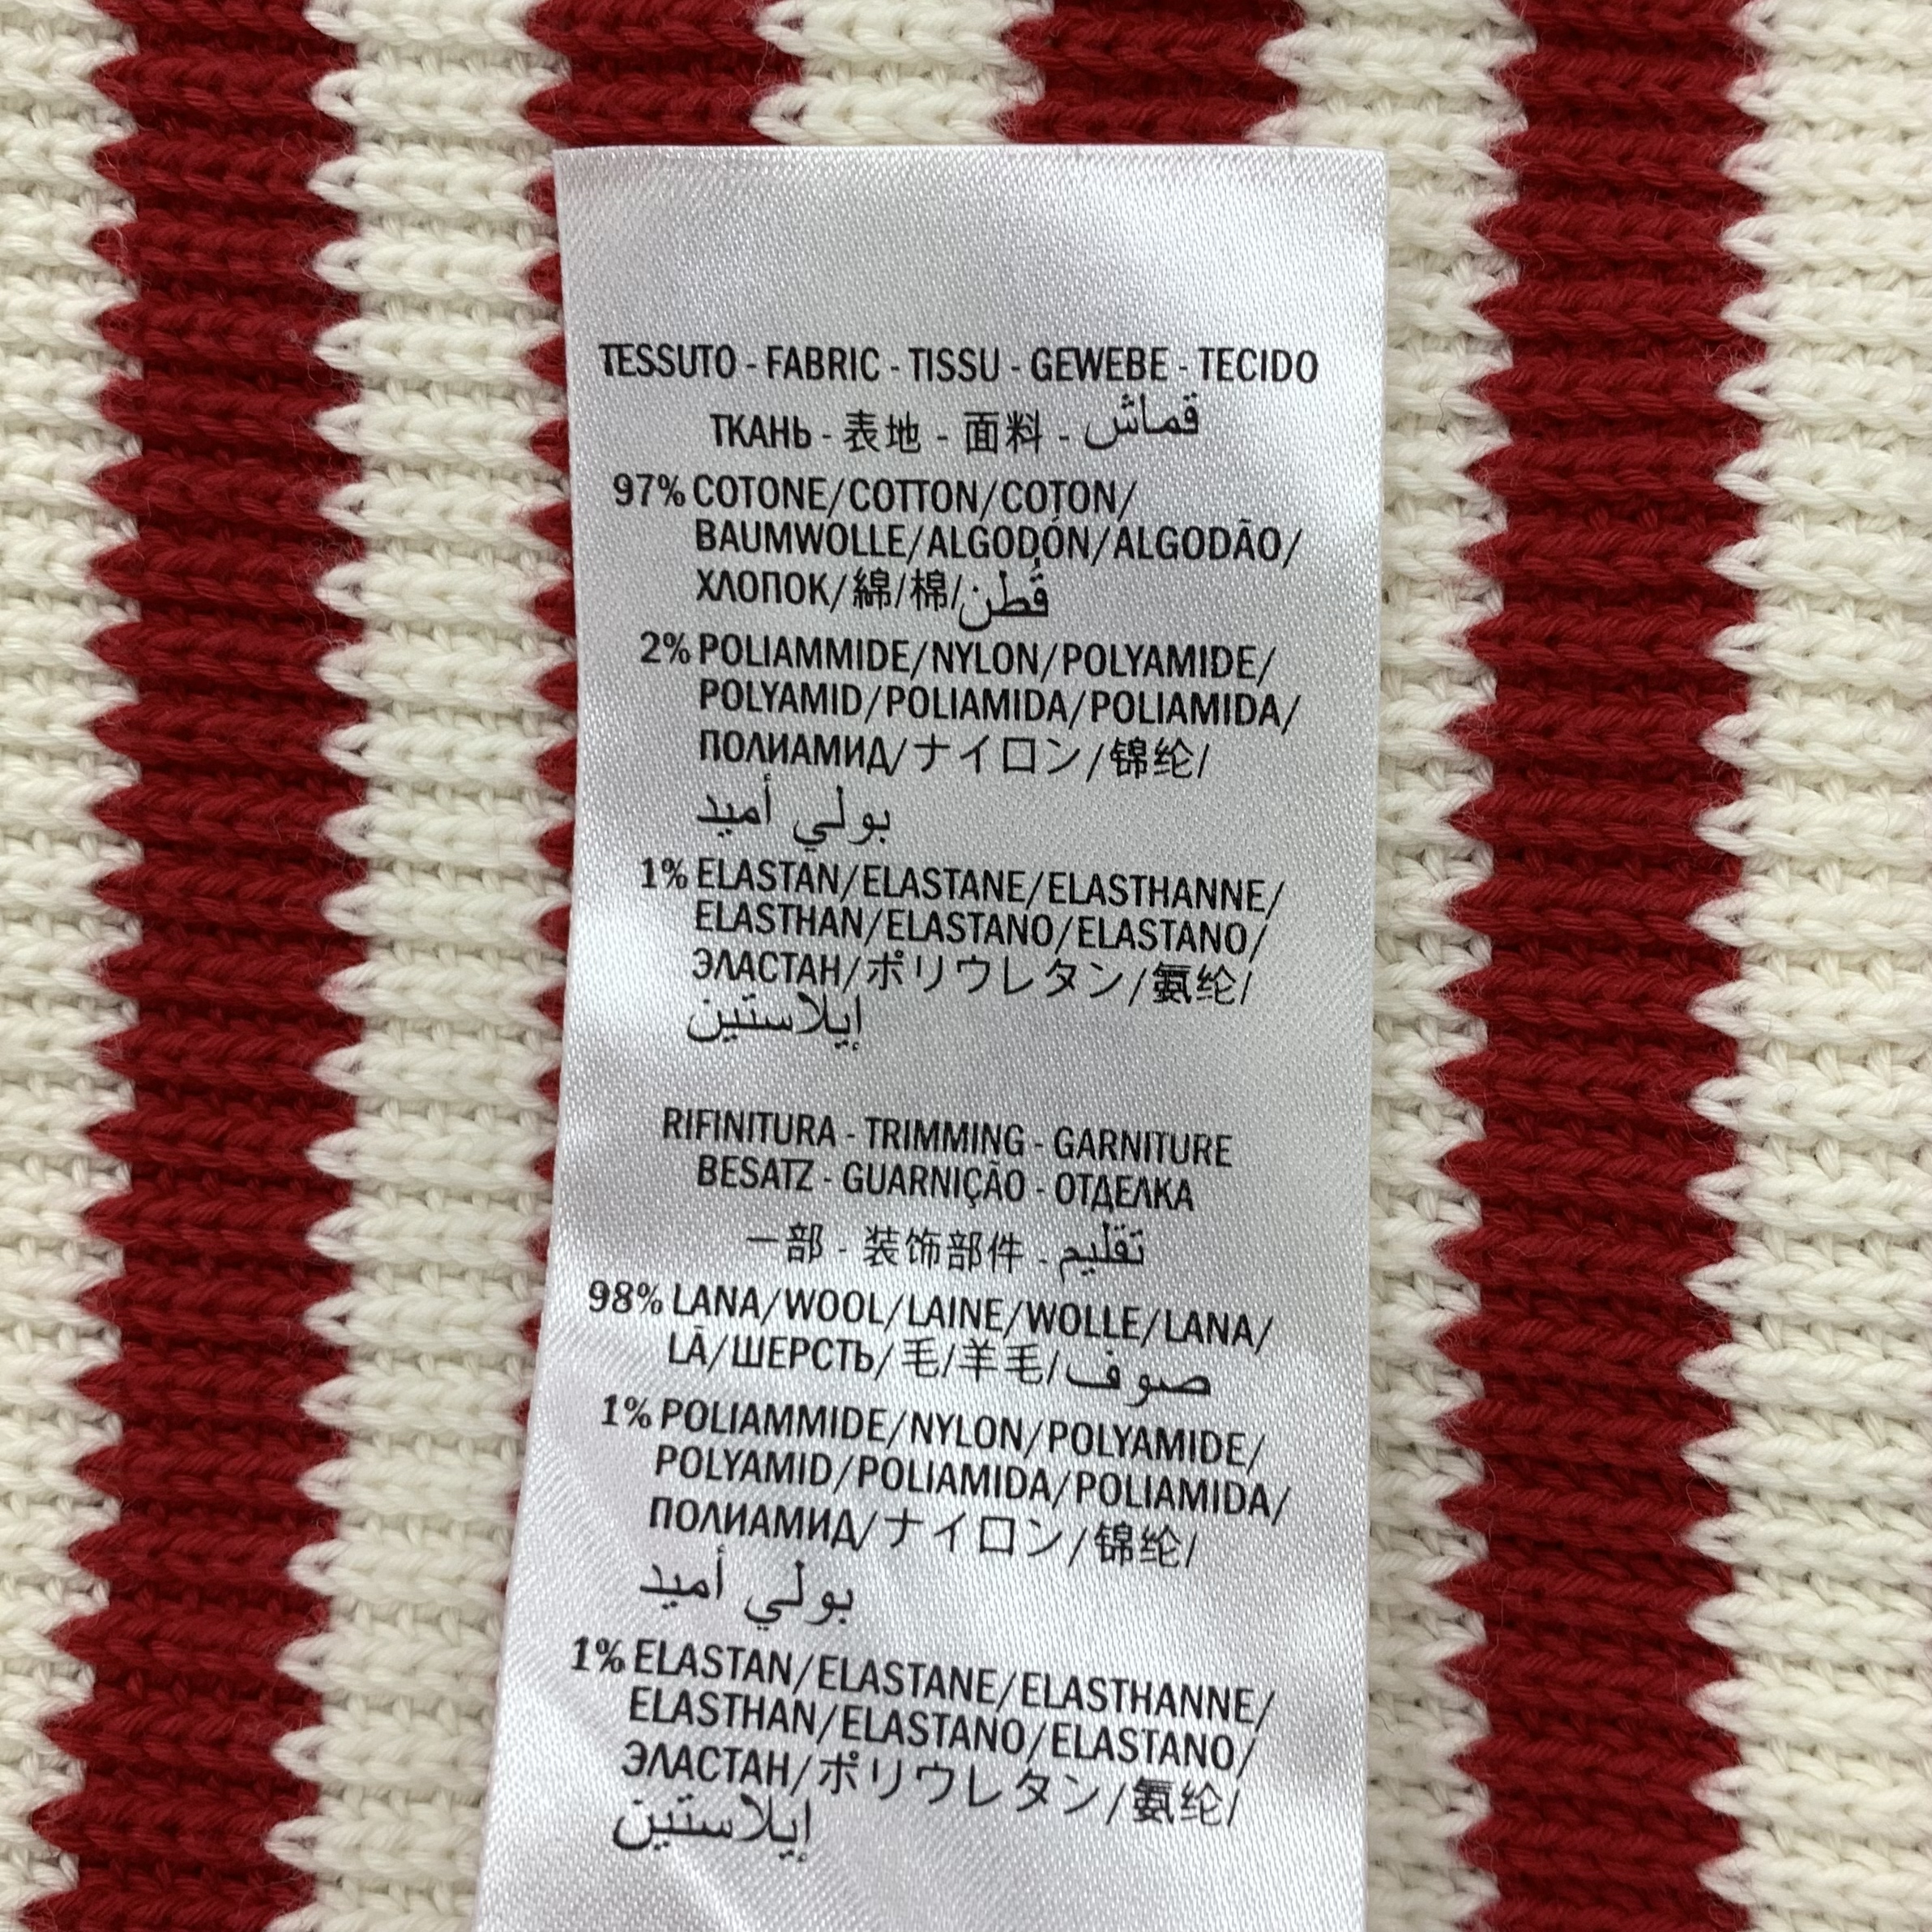 TESSUTO - FABRIC - TISSU - GEWEBE - TECIDO
ТКАНЬ - 表地 - 面料 - قماش
97% COTONE/COTTON/COTON/
BAUMWOLLE/ALGODÓN/ALGODÃO/
ХЛОПОК/綿/棉/قُطن
2% POLIAMMIDE/NYLON/POLYAMIDE/
POLYAMID/POLIAMIDA/POLIAMIDA/
ПОЛИАМИД/ナイロン/锦纶/
بولي أميد
1% ELASTAN/ELASTANE/ELASTHANNE/
ELASTHAN/ELASTANO/ELASTANO/
ЭЛАСТАН/ポリウレタン/氨纶/
إيلاستين
RIFINITURA - TRIMMING - GARNITURE
BESATZ - GUARNIÇÃO - ОТДЕЛКА
一部 - 装饰部件 - تقليم
98% LANA/WOOL/LAINE/WOLLE/LANA/
LÃ/ШЕРСТЬ/毛/羊毛/صوف
1% POLIAMMIDE/NYLON/POLYAMIDE/
POLYAMID/POLIAMIDA/POLIAMIDA/
ПОЛИАМИД/ナイロン/锦纶/
بولي أميد
1% ELASTAN/ELASTANE/ELASTHANNE/
ELASTHAN/ELASTANO/ELASTANO/
ЭЛАСТАН/ポリウレタン/氨纶/
إيلاستين